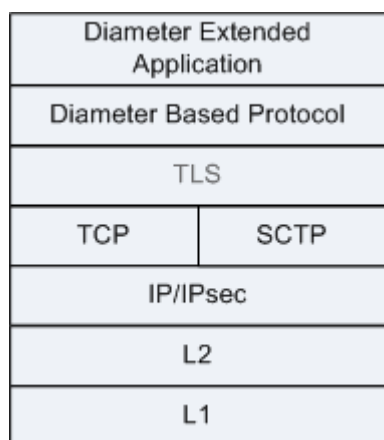 Diameter Extended
Application
Diameter Based Protocol
TLS
TCP
SCTP
IP/IPsec
L2
L1